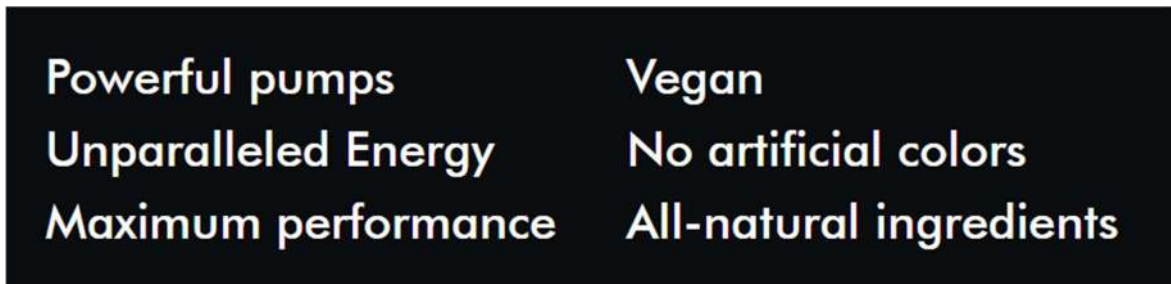 Powerful pumps
Unparalleled Energy
Maximum performance
Vegan
No artificial colors
All-natural ingredients